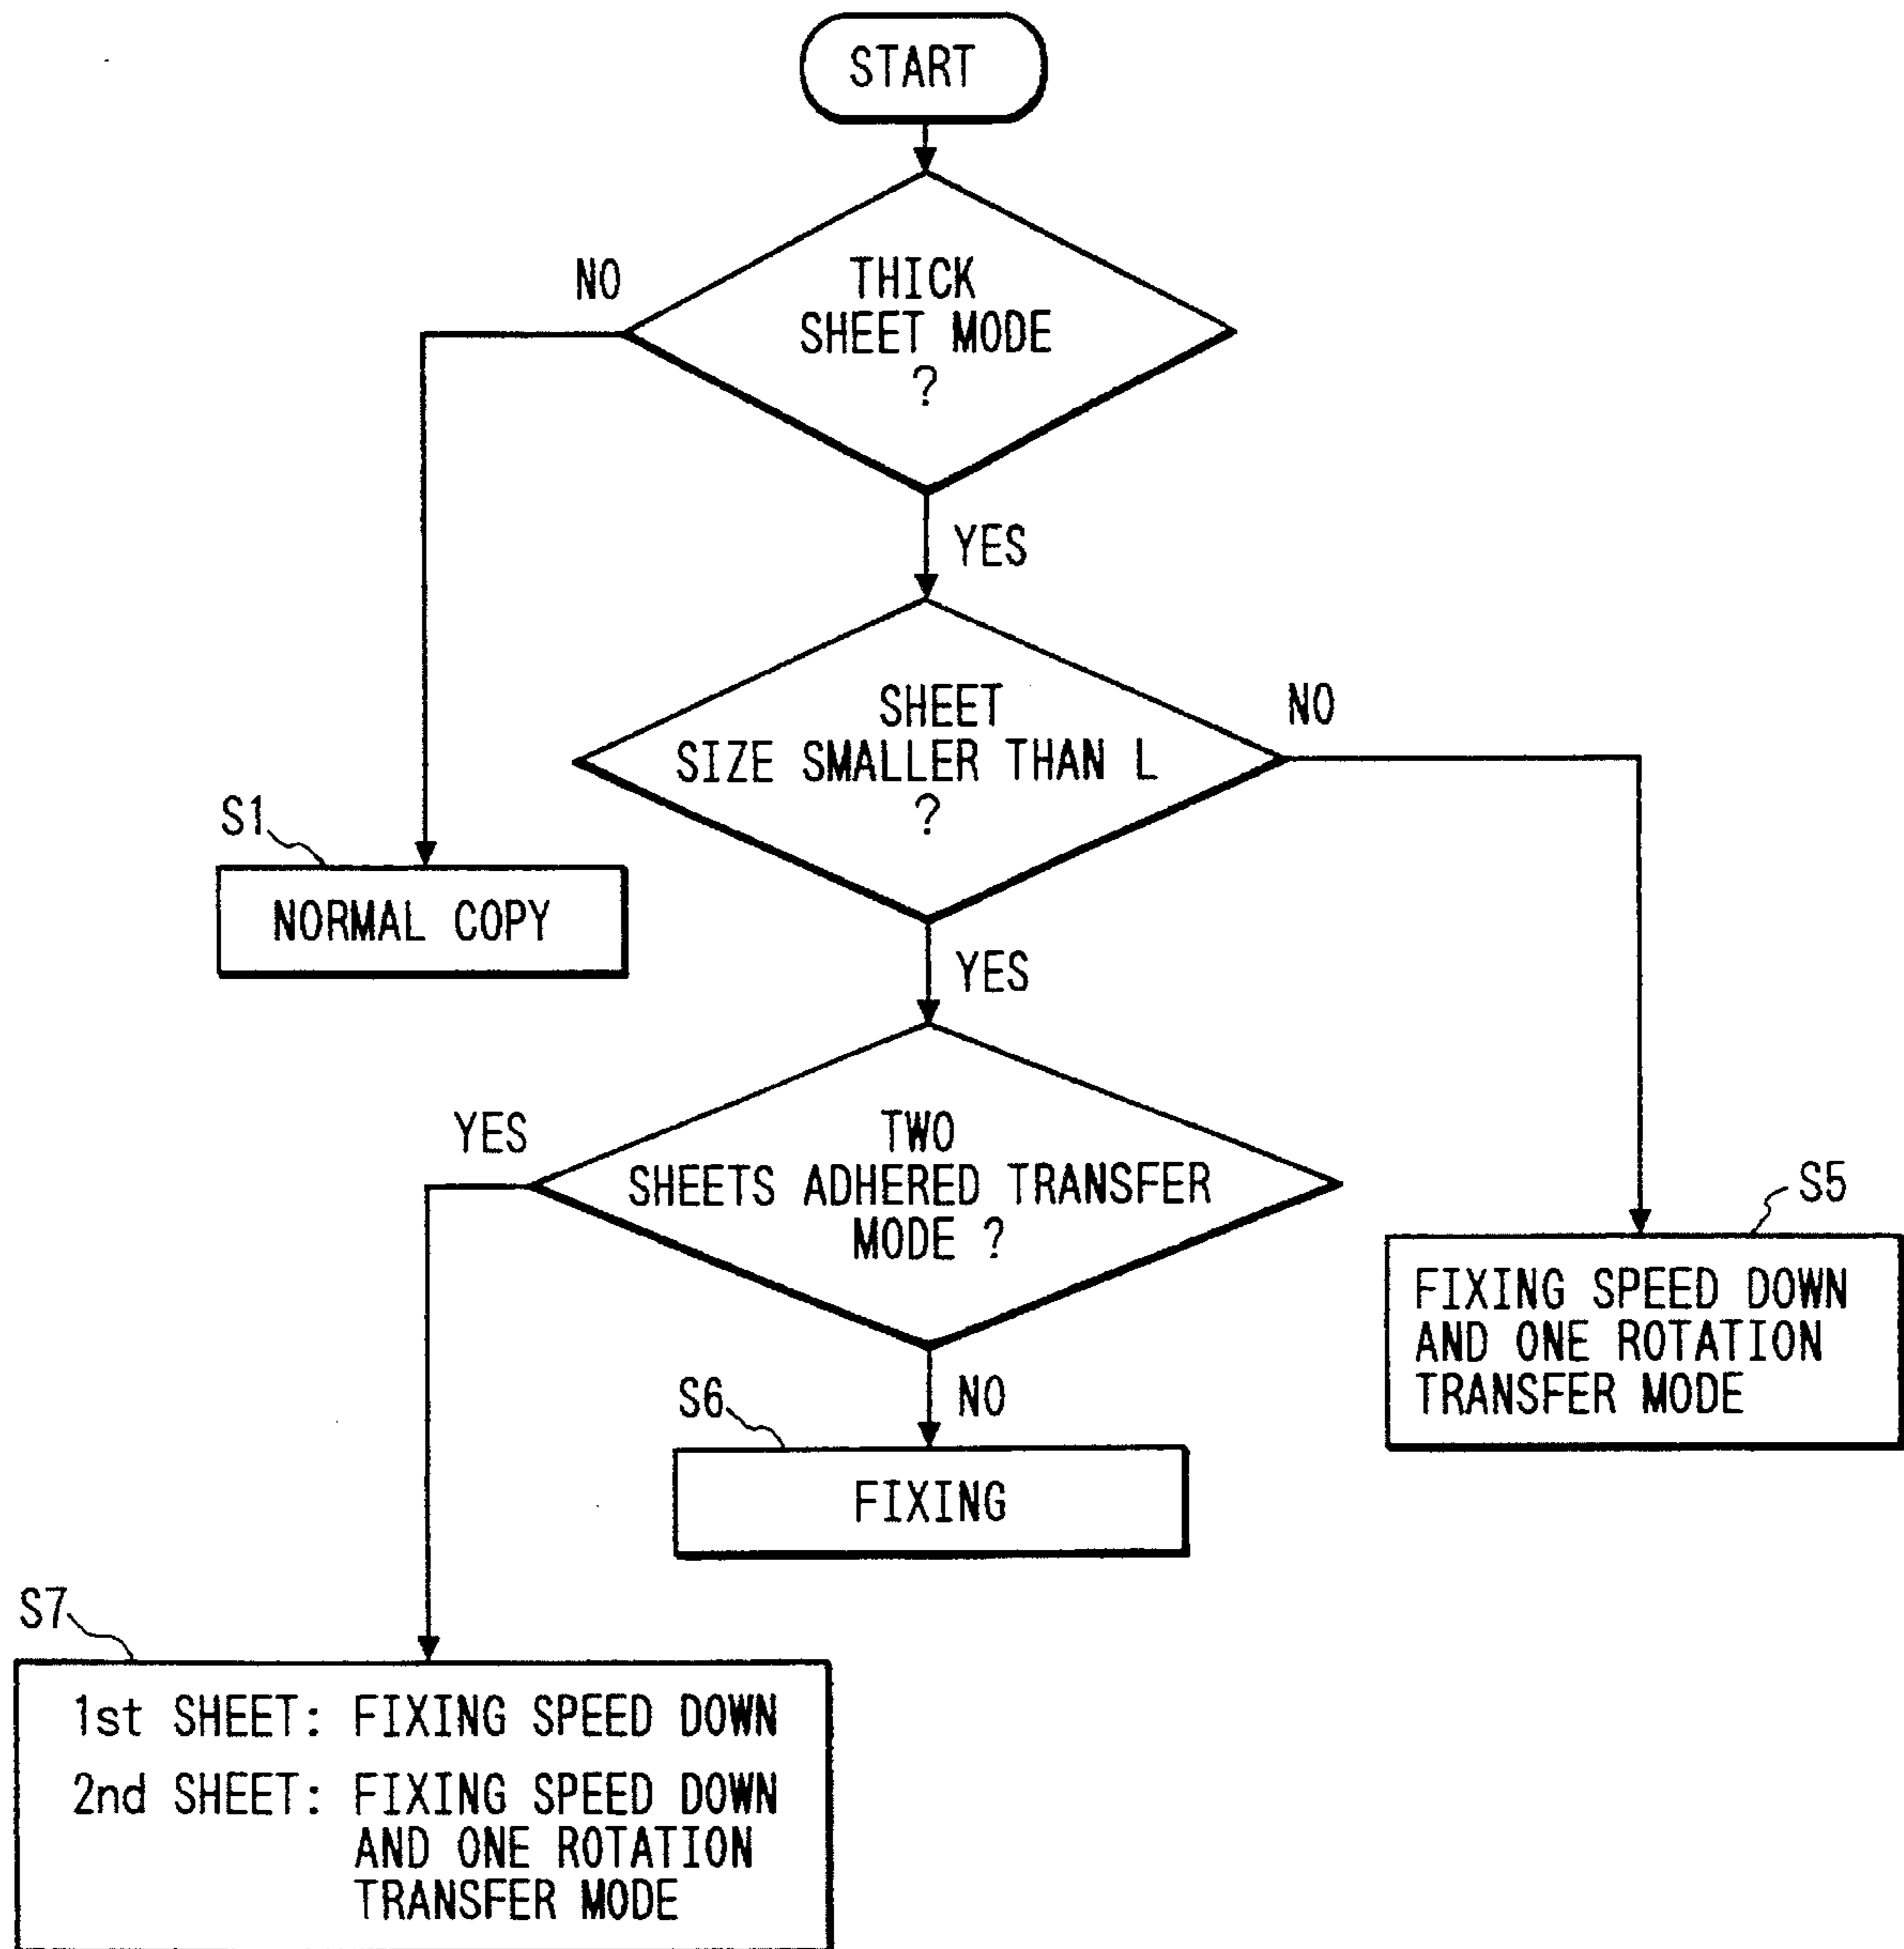 START
THICK
SHEET MODE
?
NO
YES
SHEET
SIZE SMALLER THAN L
?
NO
S1
NORMAL COPY
YES
TWO
SHEETS ADHERED TRANSFER
MODE ?
YES
S5
FIXING SPEED DOWN
AND ONE ROTATION
TRANSFER MODE
NO
S6
FIXING
S7
1st SHEET: FIXING SPEED DOWN
2nd SHEET: FIXING SPEED DOWN
AND ONE ROTATION
TRANSFER MODE